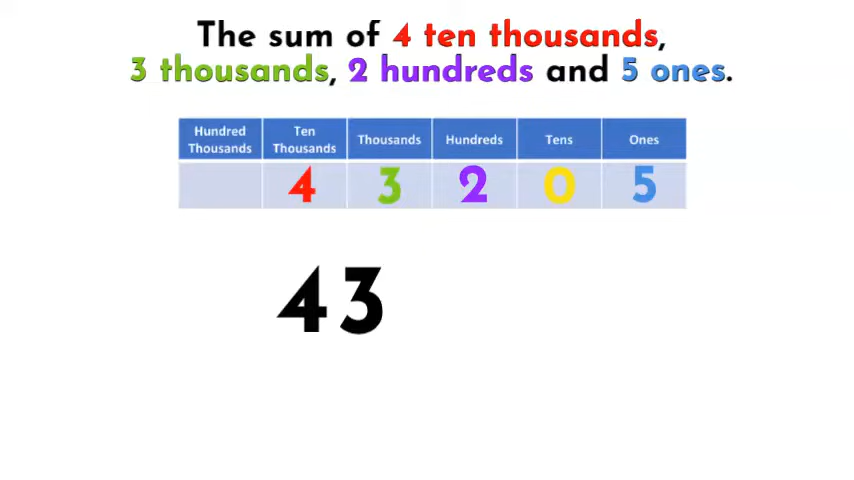 The sum of 4 ten thousands,
3 thousands, 2 hundreds and 5 ones.
Hundred Thousands Ten Thousands Thousands Hundreds Tens Ones
4 3 2 0 5
43